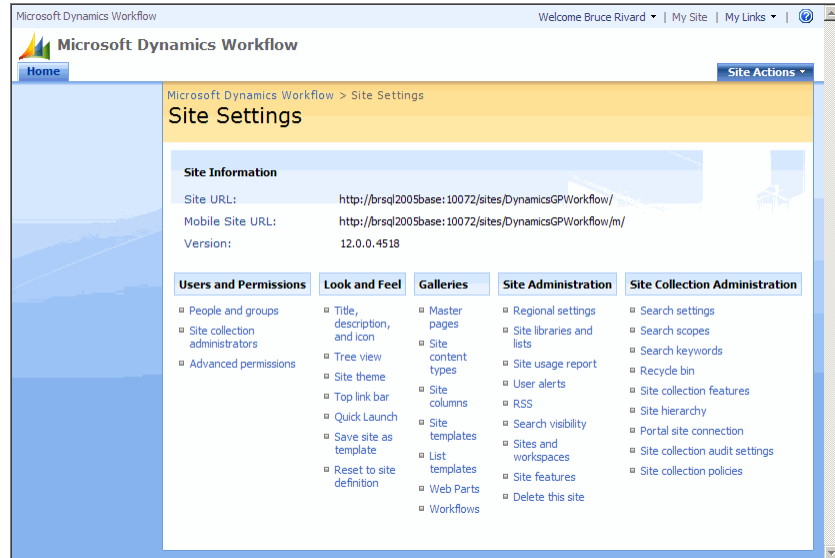 Microsoft Dynamics Workflow
Welcome Bruce Rivard | My Site | My Links |
Microsoft Dynamics Workflow
Home
Site Actions
Microsoft Dynamics Workflow > Site Settings
Site Settings
Site Information
Site URL: http://brsql2005base:10072/sites/DynamicsGPWorkflow/
Mobile Site URL: http://brsql2005base:10072/sites/DynamicsGPWorkflow/m/
Version: 12.0.0.4518
Users and Permissions
People and groups
Site collection
administrators
Advanced permissions
Look and Feel
Title,
description,
and icon
Tree view
Site theme
Top link bar
Quick Launch
Save site as
template
Reset to site
definition
Galleries
Master
pages
Site
content
types
Site
columns
Site
templates
List
templates
Web Parts
Workflows
Site Administration
Regional settings
Site libraries and
lists
Site usage report
User alerts
RSS
Search visibility
Sites and
workspaces
Site features
Delete this site
Site Collection Administration
Search settings
Search scopes
Search keywords
Recycle bin
Site collection features
Site hierarchy
Portal site connection
Site collection audit settings
Site collection policies